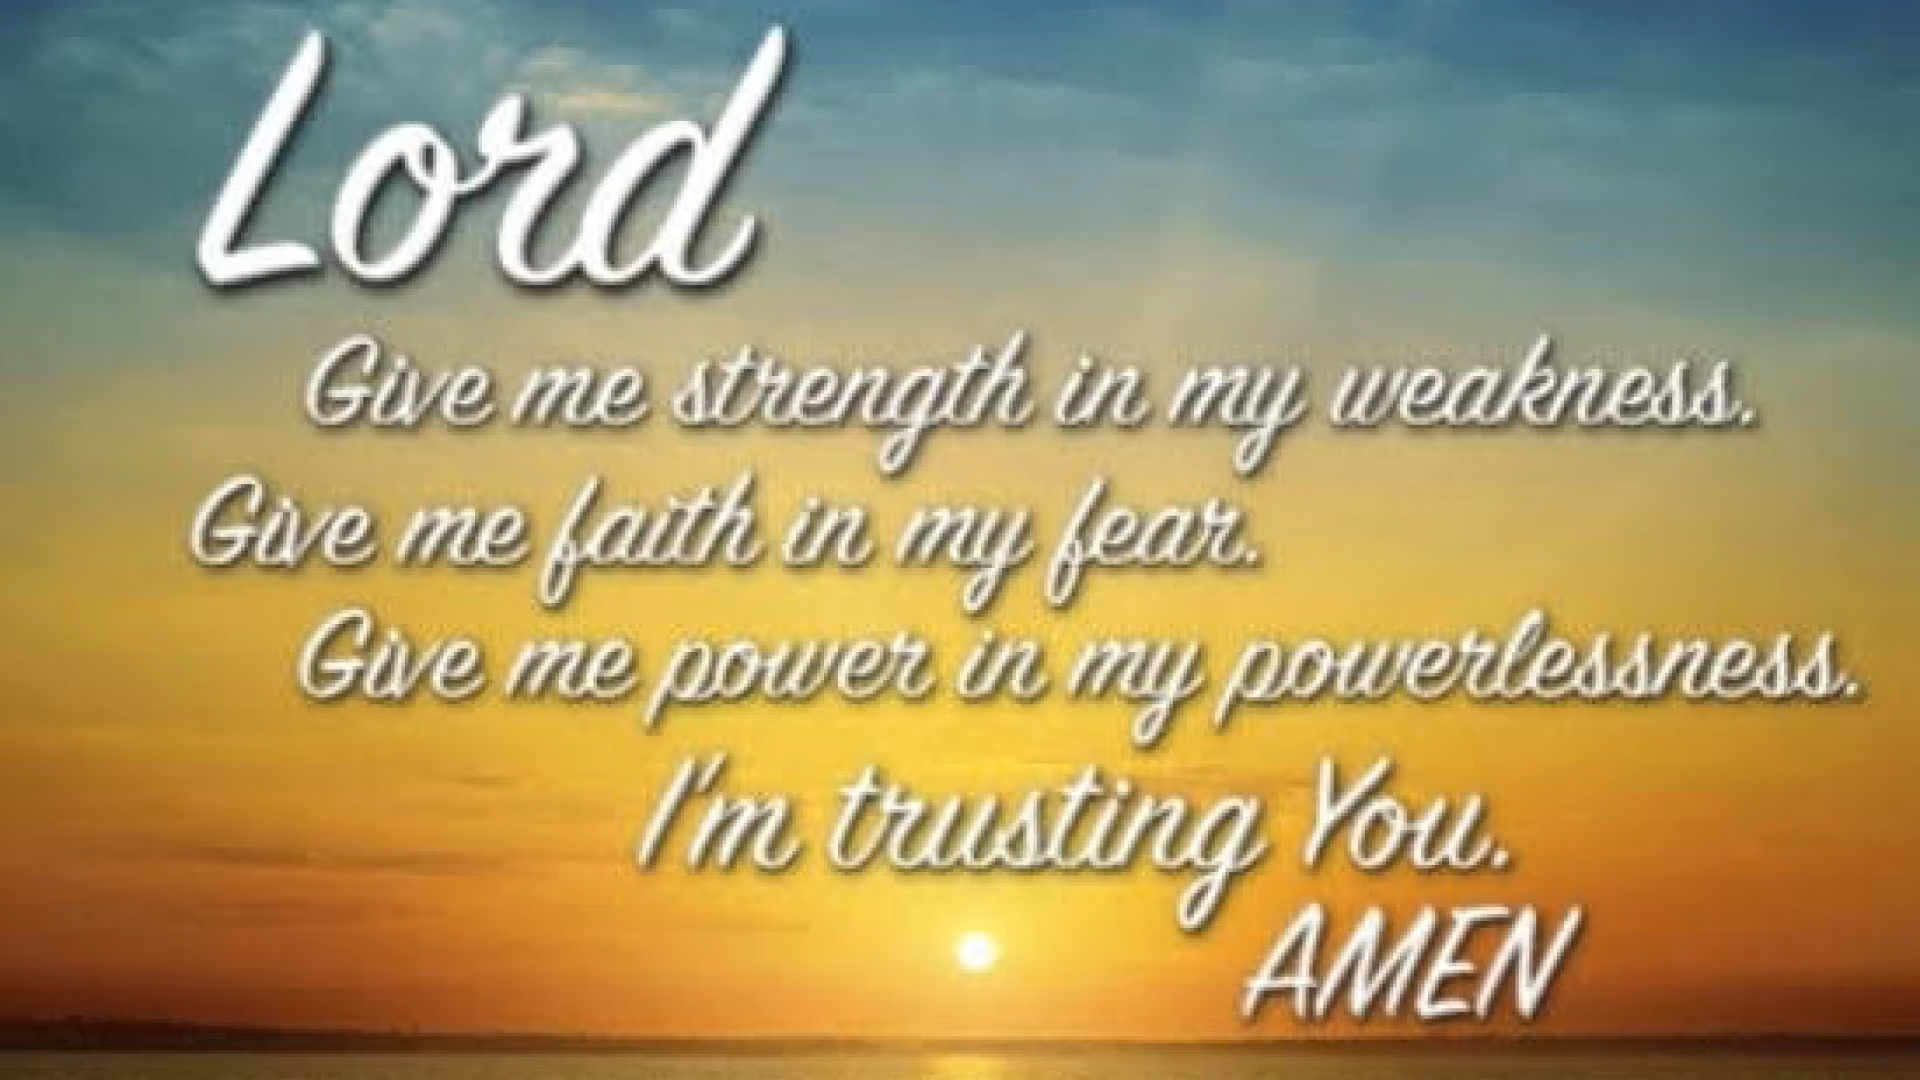 Lord
Give me strength in my weakness.
Give me faith in my fear.
Give me power in my powerlessness.
I'm trusting You.
AMEN